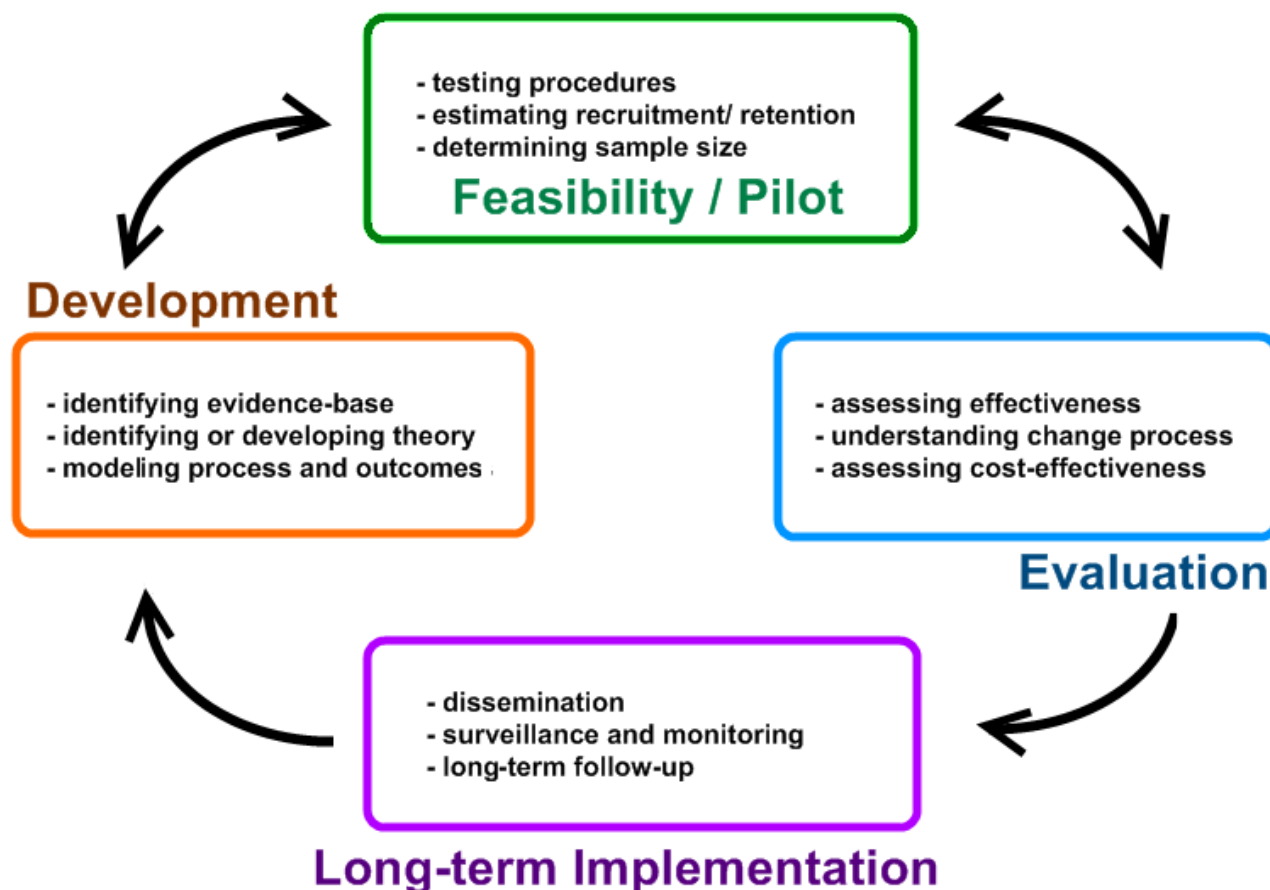 - testing procedures
- estimating recruitment/ retention
- determining sample size
Feasibility / Pilot
Development
- identifying evidence-base
- identifying or developing theory
- modeling process and outcomes
- assessing effectiveness
- understanding change process
- assessing cost-effectiveness
Evaluation
- dissemination
- surveillance and monitoring
- long-term follow-up
Long-term Implementation